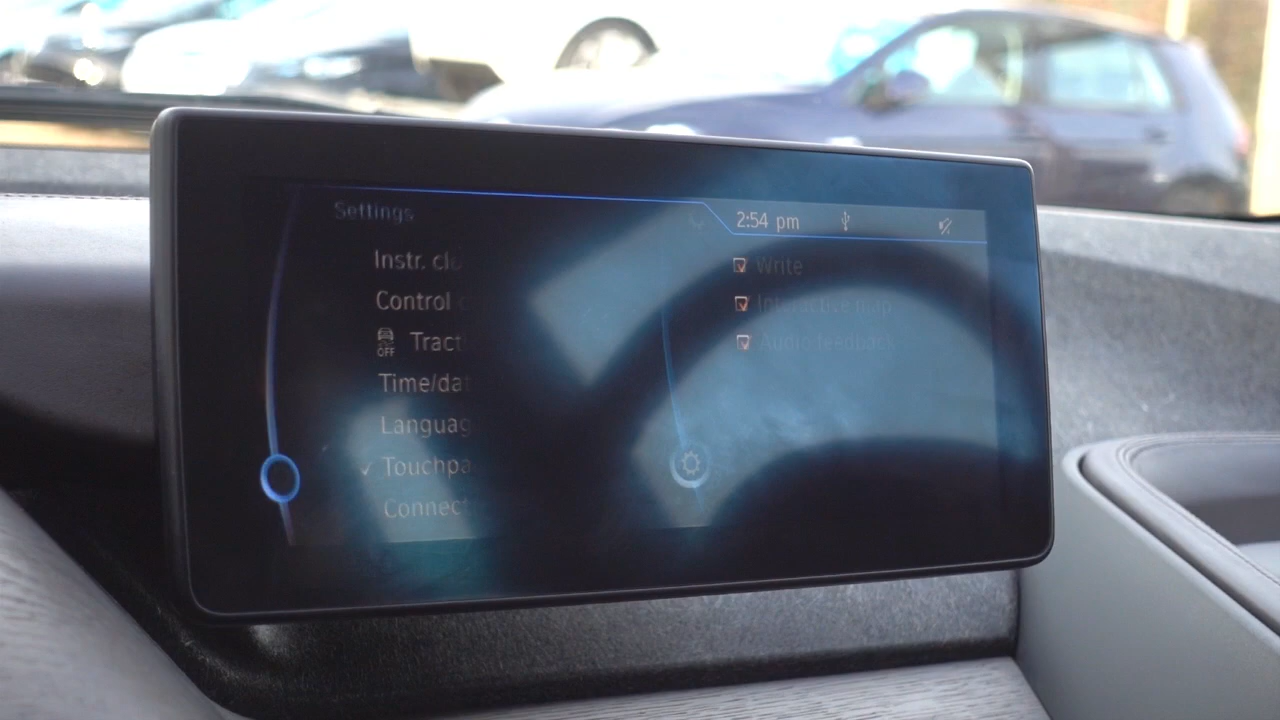 Settings
2:54 pm
Instr. cl
Control
OFF
Tract
Time/dat
Languag
Touchpa
Connect
Write
Interactive map
Audio feedback